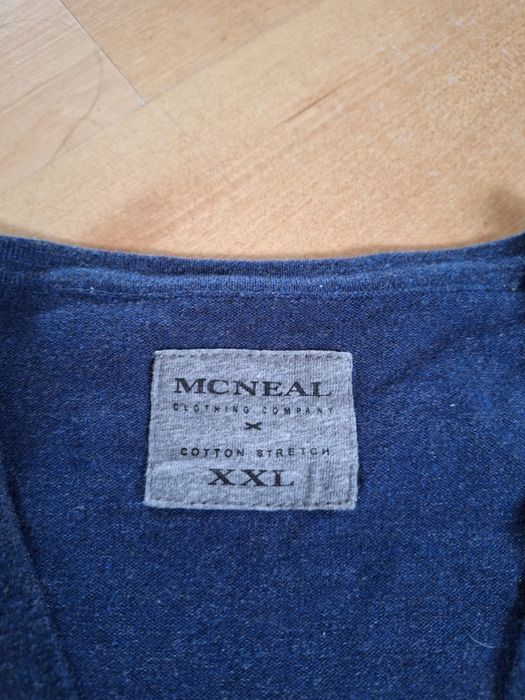 MCNEAL
CLOTHING COMPANY
COTTON STRETCH
XXL